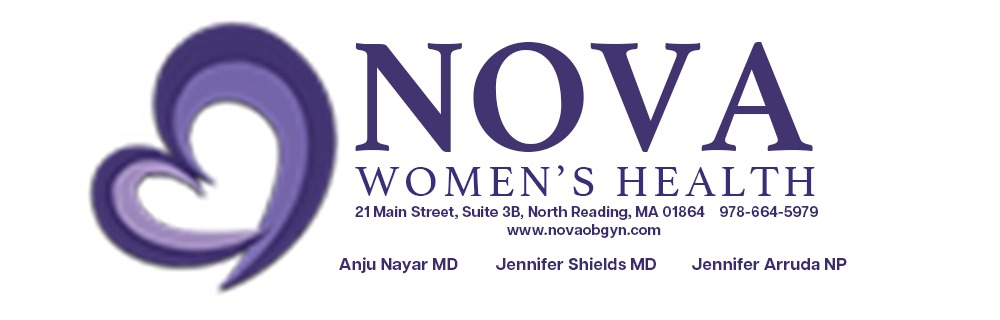 NOVA
WOMEN'S HEALTH
21 Main Street, Suite 3B, North Reading, MA 01864 978-664-5979
www.novaobgyn.com
Anju Nayar MD Jennifer Shields MD Jennifer Arruda NP